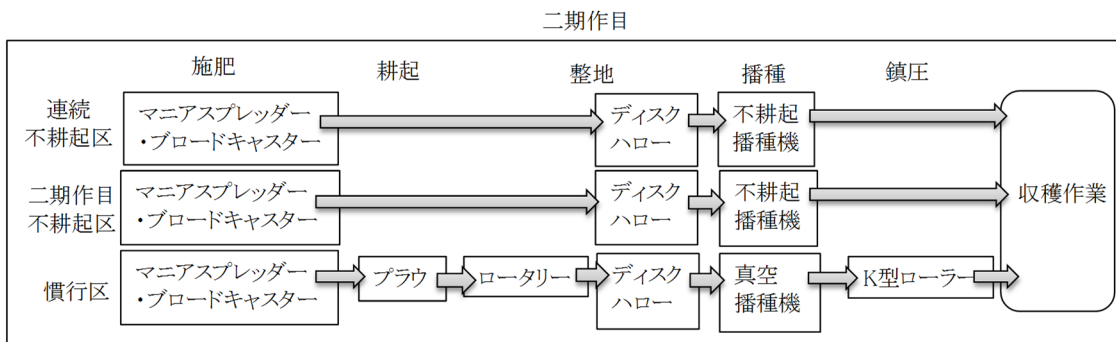 二期作目
施肥 耕起 整地 播種 鎮圧
連続
不耕起区
マニアスプレッダー
・ブロードキャスター
ディスク
ハロー
不耕起
播種機
二期作目
不耕起区
マニアスプレッダー
・ブロードキャスター
ディスク
ハロー
不耕起
播種機
慣行区
マニアスプレッダー
・ブロードキャスター
プラウ
ロータリー
ディスク
ハロー
真空
播種機
K型ローラー
収穫作業